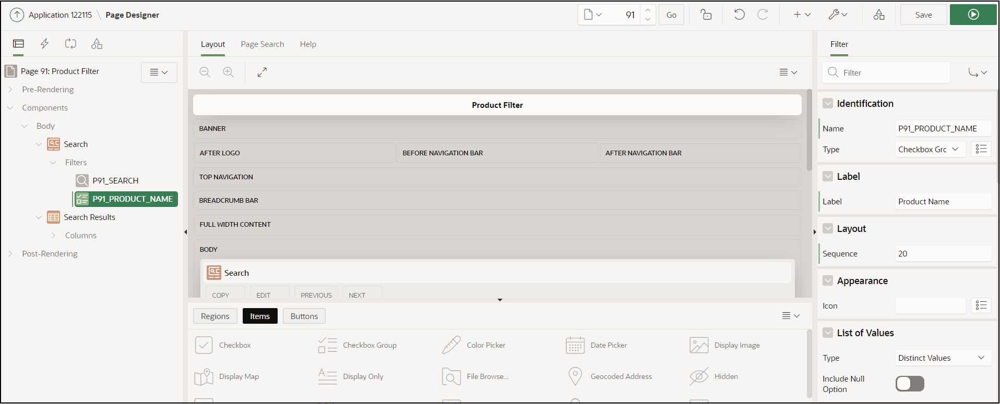 Application 122115 \ Page Designer
91
Go
Save
Page 91: Product Filter
Pre-Rendering
Components
Body
Search
Filters
P91_SEARCH
P91_PRODUCT_NAME
Search Results
Columns
Post-Rendering
Layout Page Search Help
Product Filter
BANNER
AFTER LOGO BEFORE NAVIGATION BAR AFTER NAVIGATION BAR
TOP NAVIGATION
BREADCRUMB BAR
FULL WIDTH CONTENT
BODY
Search
COPY EDIT PREVIOUS NEXT
Regions Items Buttons
Checkbox Checkbox Group Color Picker Date Picker Display Image
Display Map Display Only File Browse... Geocoded Address Hidden
Filter
Filter
Identification
Name P91_PRODUCT_NAME
Type Checkbox Grc
Label
Label Product Name
Layout
Sequence 20
Appearance
Icon
List of Values
Type Distinct Values
Include Null
Option